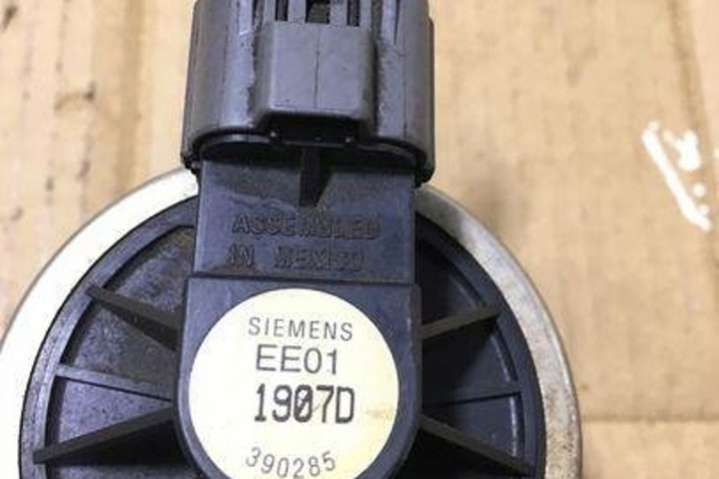 ASSEMBLED
IN MEXICO
SIEMENS
EE01
1907D
390285